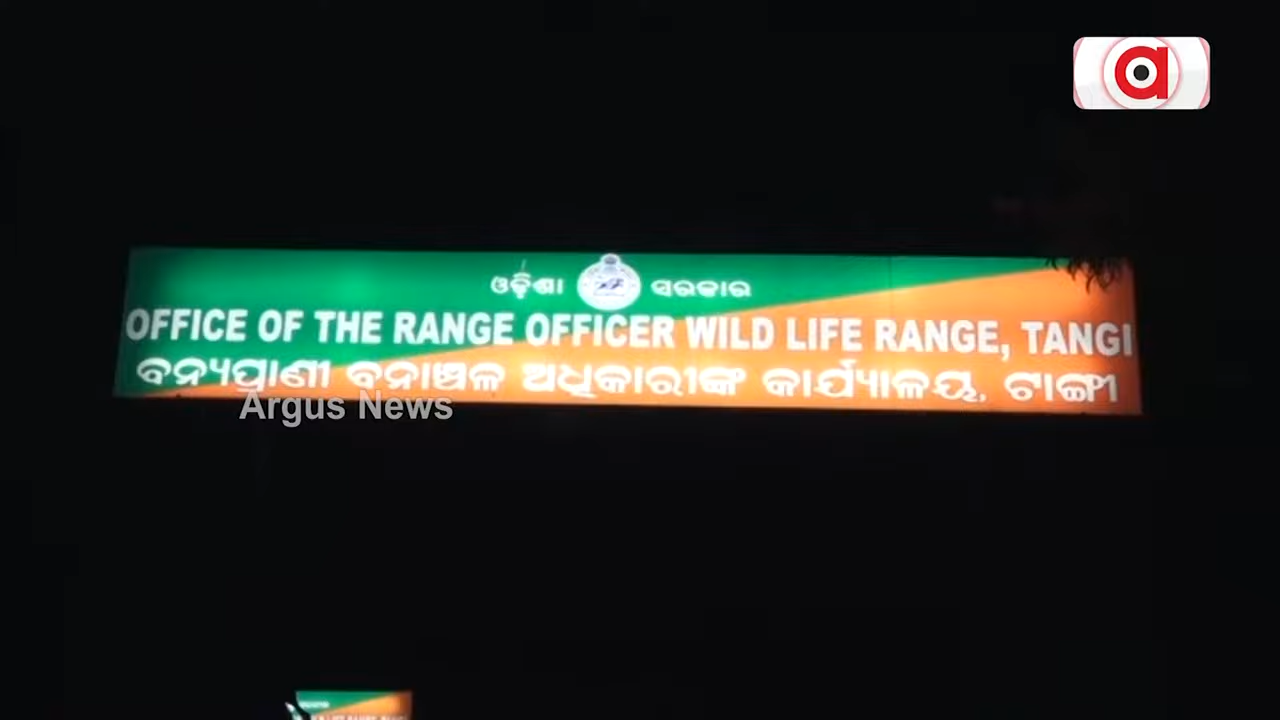 ଓଡ଼ିଶା ସରକାର
OFFICE OF THE RANGE OFFICER WILD LIFE RANGE, TANGI
ବନ୍ୟପ୍ରାଣୀ ବନାଞ୍ଚଳ ଅଧିକାରୀଙ୍କ କାର୍ଯ୍ୟାଳୟ, ଟାଙ୍ଗୀ
Argus News